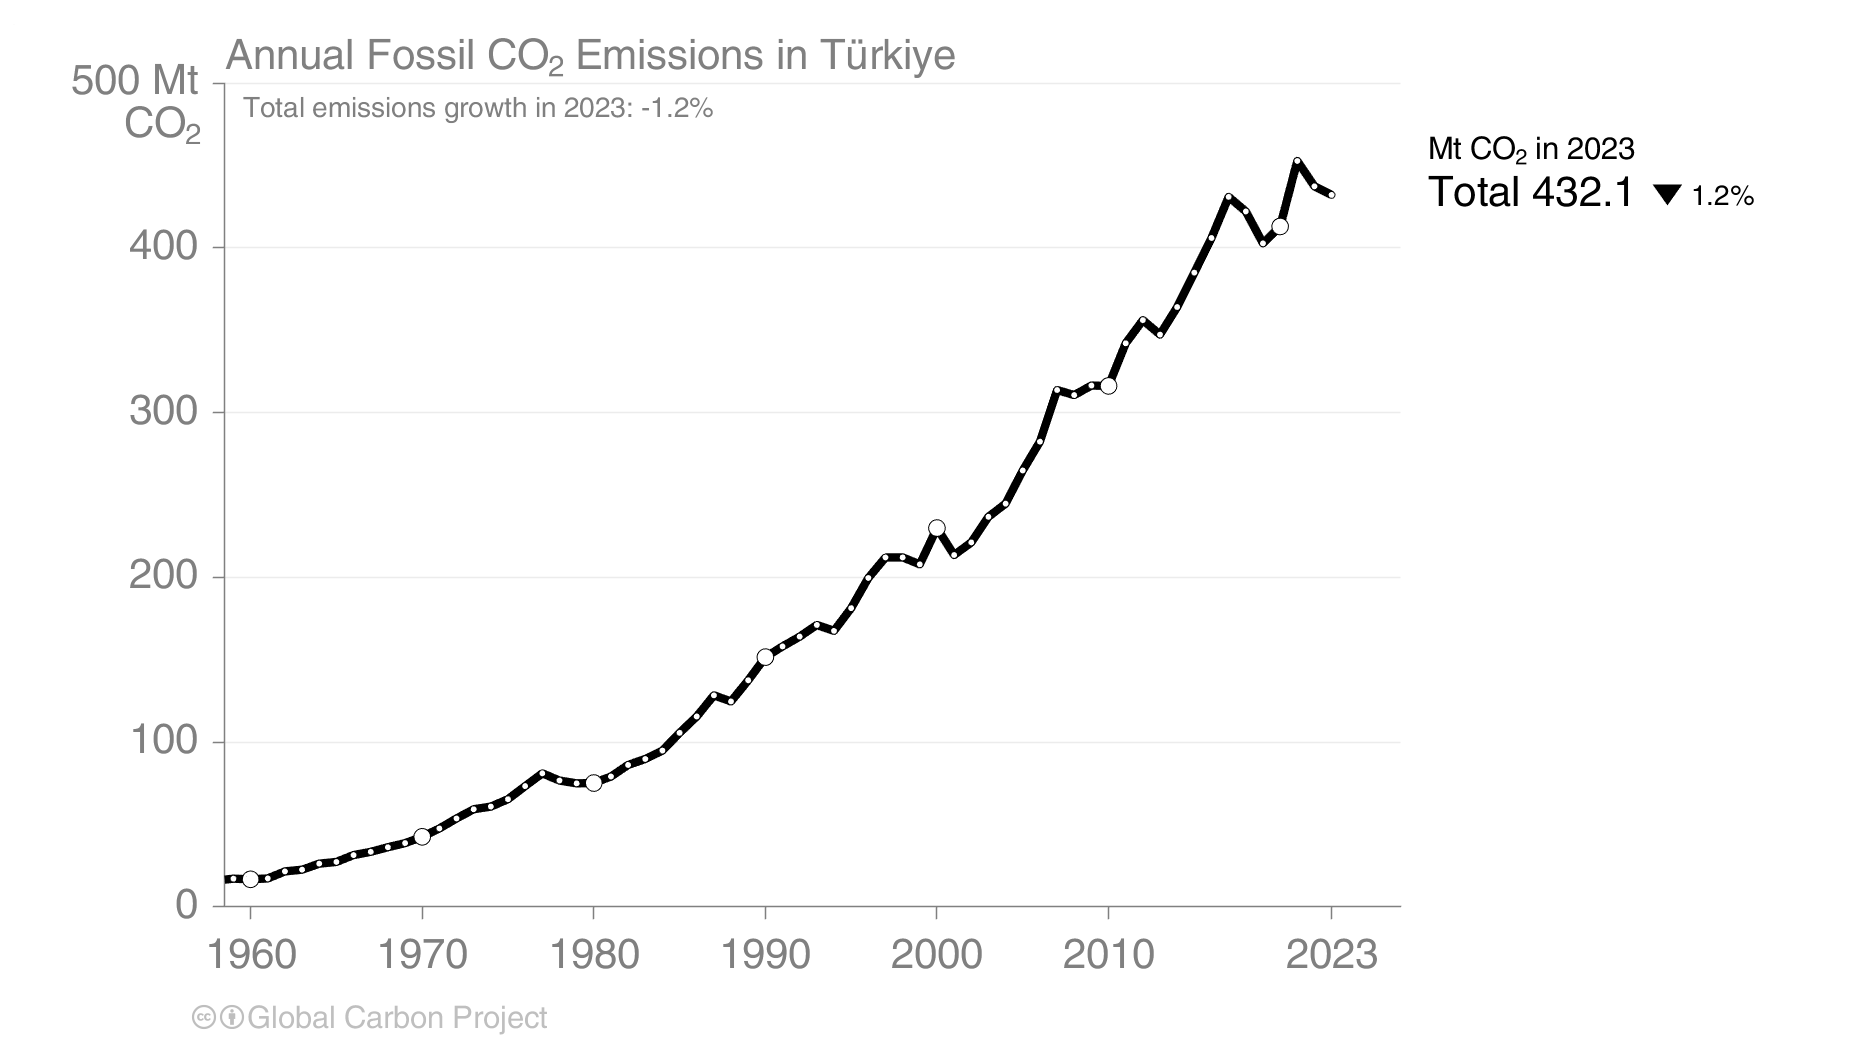 Annual Fossil CO₂ Emissions in Türkiye
500 Mt
CO₂
Total emissions growth in 2023: -1.2%
Mt CO₂ in 2023
Total 432.1 ▼ 1.2%
400
300
200
100
0
1960 1970 1980 1990 2000 2010 2023
cc Global Carbon Project